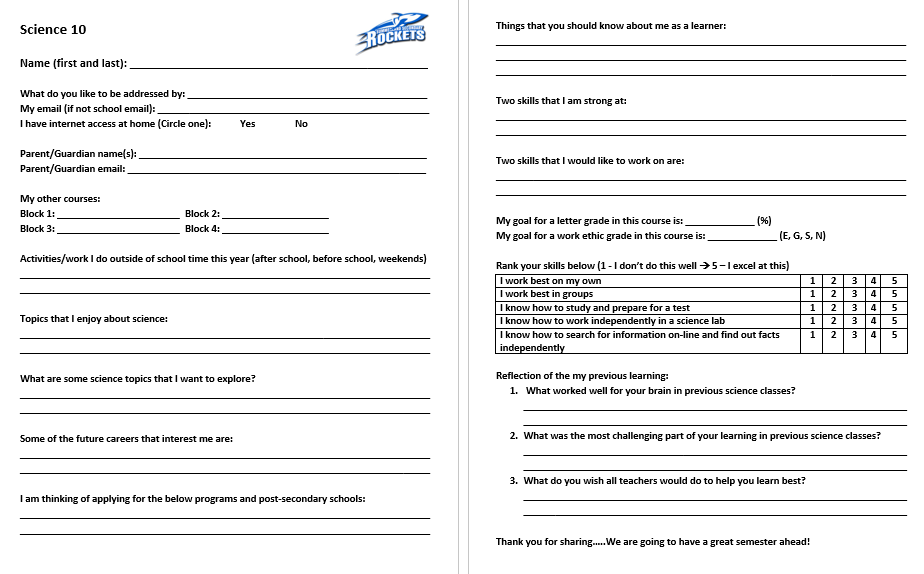 Science 10
ROCKETS
Name (first and last): ____________________
What do you like to be addressed by: ____________________
My email (if not school email): ____________________
I have internet access at home (Circle one): Yes No
Parent/Guardian name(s): ____________________
Parent/Guardian email: ____________________
My other courses:
Block 1: ____________________ Block 2: ____________________
Block 3: ____________________ Block 4: ____________________
Activities/work I do outside of school time this year (after school, before school, weekends)
Topics that I enjoy about science:
What are some science topics that I want to explore?
Some of the future careers that interest me are:
I am thinking of applying for the below programs and post-secondary schools:
Things that you should know about me as a learner:
Two skills that I am strong at:
Two skills that I would like to work on are:
My goal for a letter grade in this course is: _____________ (%)
My goal for a work ethic grade in this course is: _____________ (E, G, S, N)
Rank your skills below (1 - I don't do this well → 5 – I excel at this)
I work best on my own 1 2 3 4 5
I work best in groups 1 2 3 4 5
I know how to study and prepare for a test 1 2 3 4 5
I know how to work independently in a science lab 1 2 3 4 5
I know how to search for information on-line and find out facts 1 2 3 4 5
independently
Reflection of the my previous learning:
1. What worked well for your brain in previous science classes?
2. What was the most challenging part of your learning in previous science classes?
3. What do you wish all teachers would do to help you learn best?
Thank you for sharing.....We are going to have a great semester ahead!